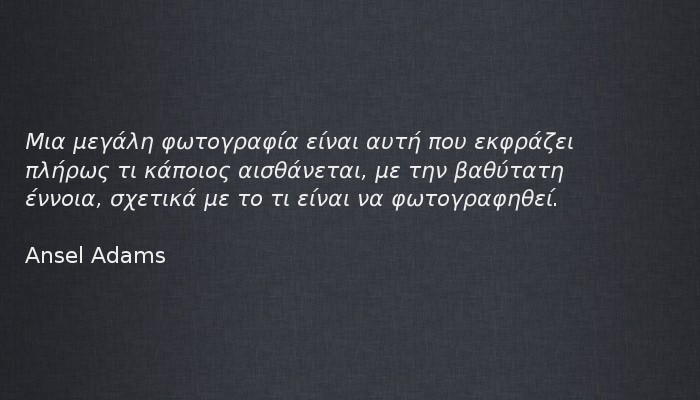 Μια μεγάλη φωτογραφία είναι αυτή που εκφράζει
πλήρως τι κάποιος αισθάνεται, με την βαθύτατη
έννοια, σχετικά με το τι είναι να φωτογραφηθεί.
Ansel Adams